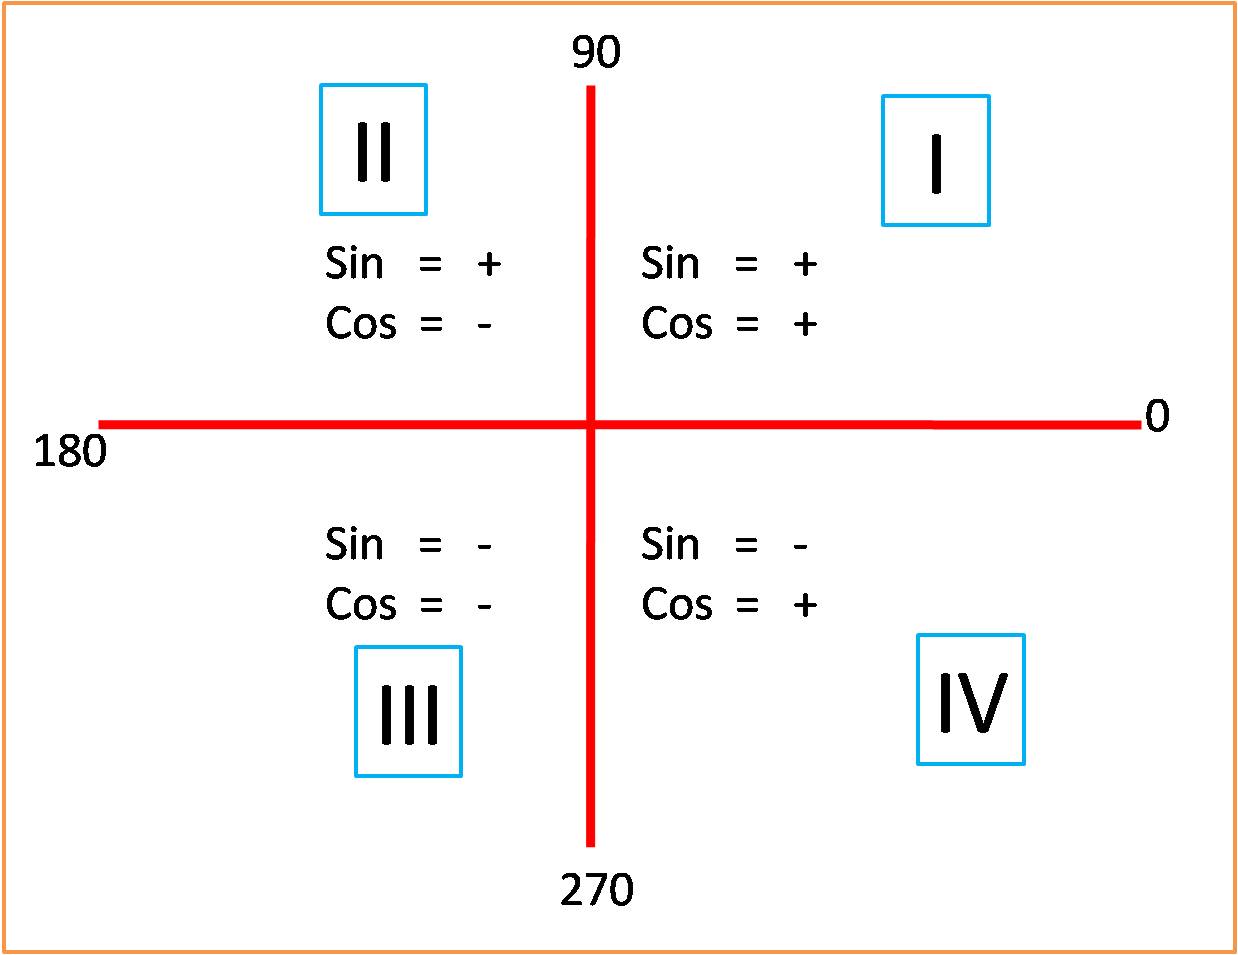 90
II
I
Sin = +
Cos = -
Sin = +
Cos = +
0
180
Sin = -
Cos = -
Sin = -
Cos = +
III
IV
270